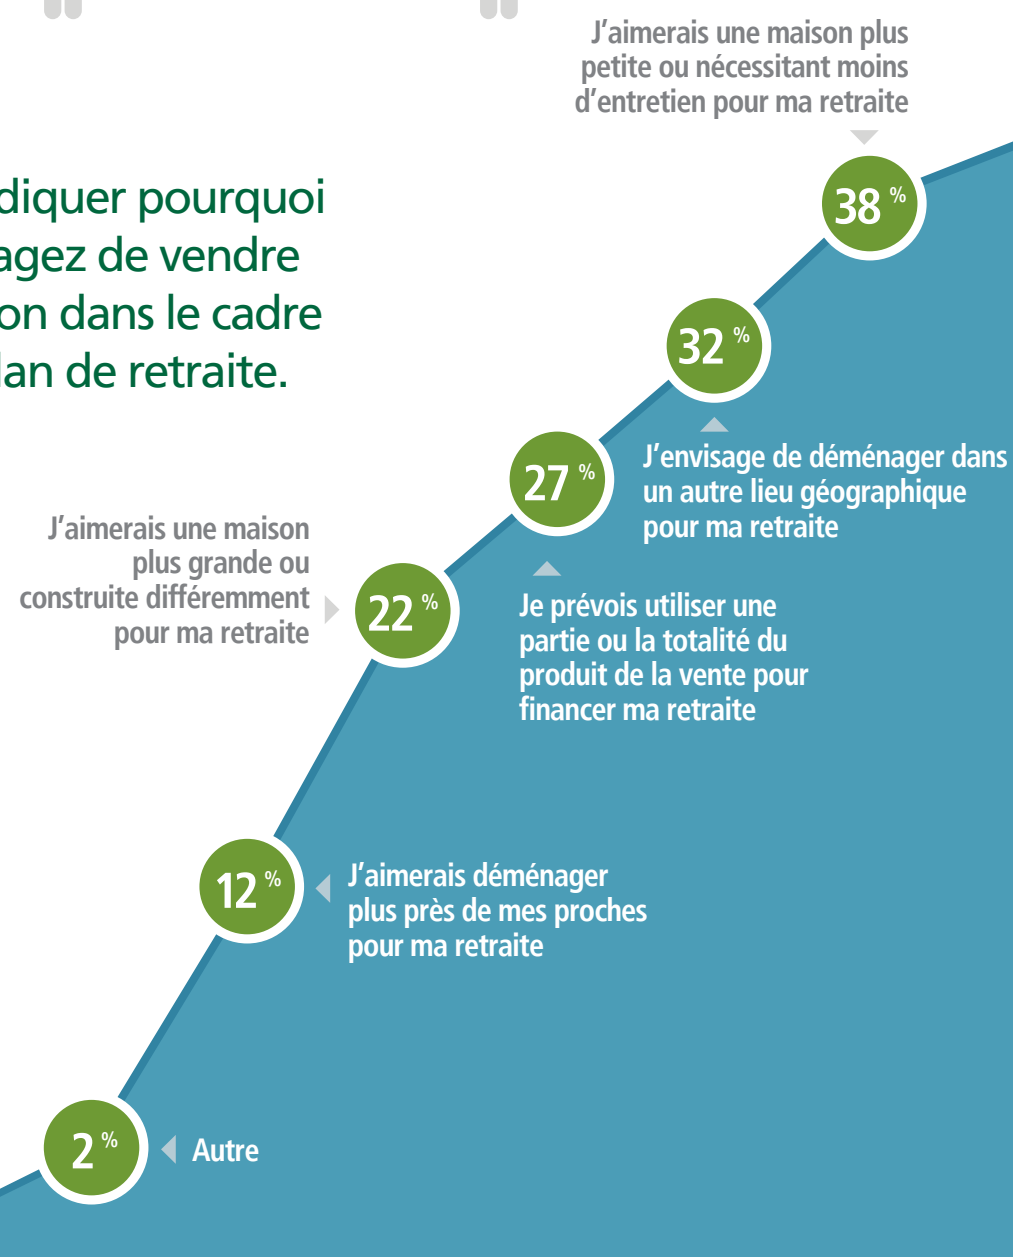 J’aimerais une maison plus
petite ou nécessitant moins
d’entretien pour ma retraite
38 %
diquer pourquoi
agez de vendre
on dans le cadre
lan de retraite.
32 %
J’envisage de déménager dans
un autre lieu géographique
pour ma retraite
27 %
Je prévois utiliser une
partie ou la totalité du
produit de la vente pour
financer ma retraite
J’aimerais une maison
plus grande ou
construite différemment
pour ma retraite
22 %
12 %
J’aimerais déménager
plus près de mes proches
pour ma retraite
2 %
Autre